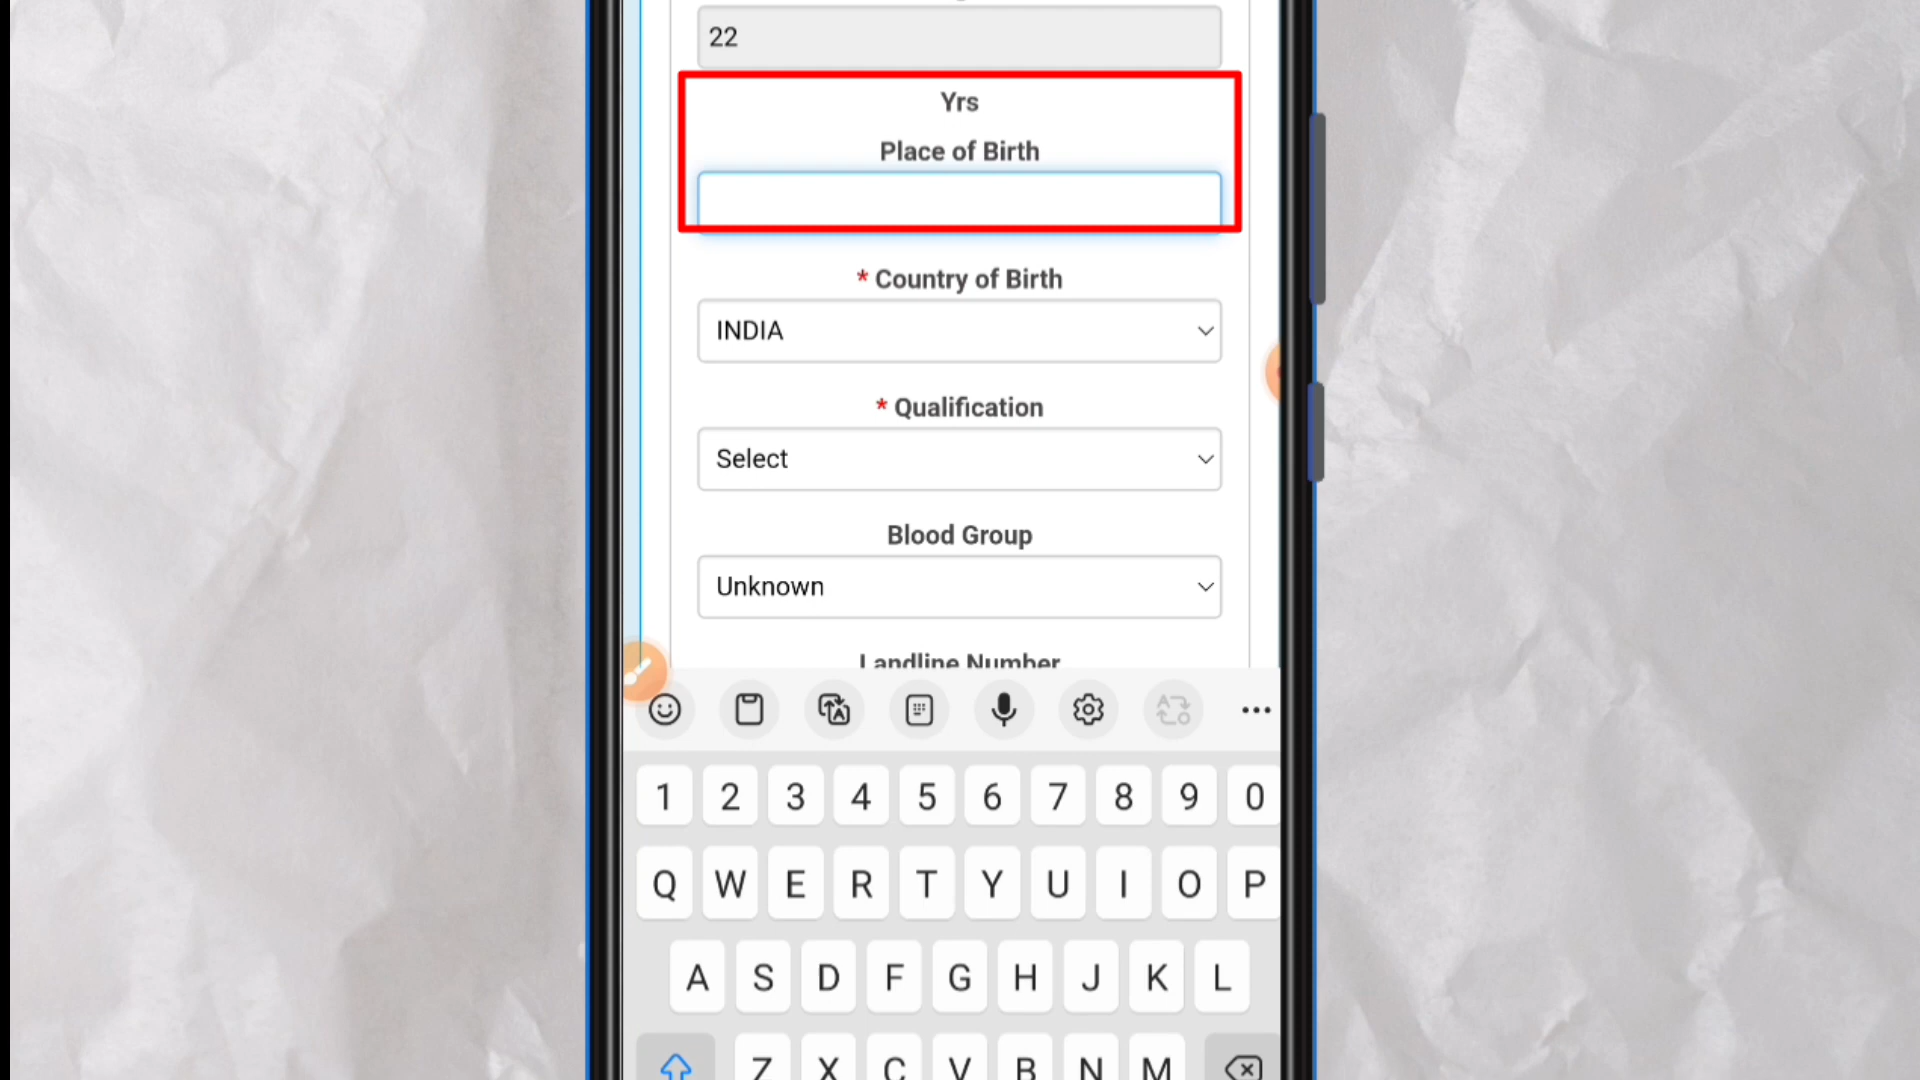 22
Yrs
Place of Birth
* Country of Birth
INDIA
* Qualification
Select
Blood Group
Unknown
Landline Number
1 2 3 4 5 6 7 8 9 0
Q W E R T Y U I O P
A S D F G H J K L
Z X C V B N M